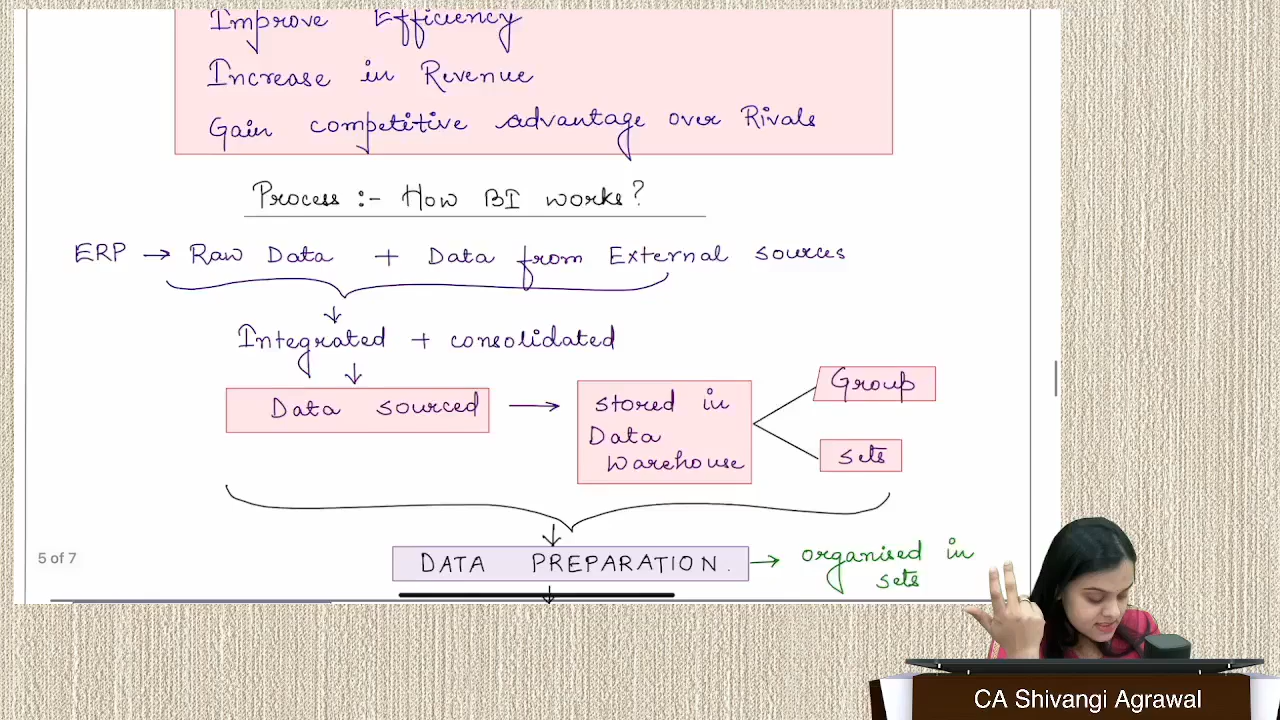 Improve Efficiency
Increase in Revenue
Gain competitive advantage over Rivals
Process :- How BI works?
ERP → Raw Data + Data from External sources
Integrated + consolidated
Data sourced → stored in
Data
Warehouse
Group
sets
5 of 7
DATA PREPARATION. → organised in
sets
CA Shivangi Agrawal